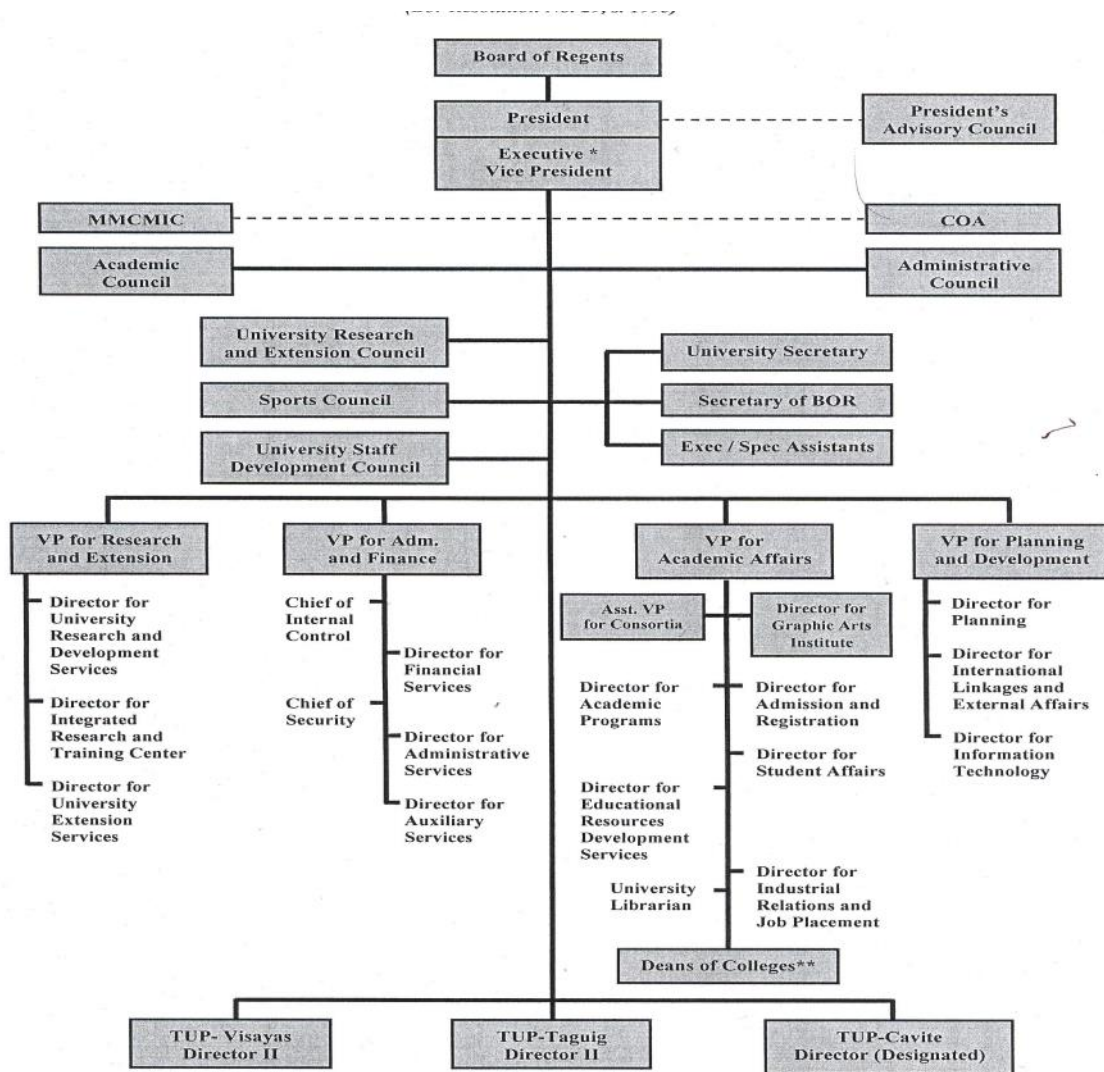 Board of Regents
President
Executive *
Vice President
President's
Advisory Council
MMCMIC
COA
Academic
Council
Administrative
Council
University Research
and Extension Council
University Secretary
Sports Council
Secretary of BOR
University Staff
Development Council
Exec / Spec Assistants
VP for Research
and Extension
VP for Adm.
and Finance
VP for
Academic Affairs
VP for Planning
and Development
Director for
University
Research and
Development
Services
Director for
Integrated
Research and
Training Center
Director for
University
Extension
Services
Chief of
Internal
Control
Director for
Financial
Services
Chief of
Security
Director for
Administrative
Services
Director for
Auxiliary
Services
Asst. VP
for Consortia
Director for
Graphic Arts
Institute
Director for
Academic
Programs
Director for
Admission and
Registration
Director for
Student Affairs
Director for
Educational
Resources
Development
Services
University
Librarian
Director for
Industrial
Relations and
Job Placement
Deans of Colleges**
Director for
Planning
Director for
International
Linkages and
External Affairs
Director for
Information
Technology
TUP- Visayas
Director II
TUP-Taguig
Director II
TUP-Cavite
Director (Designated)